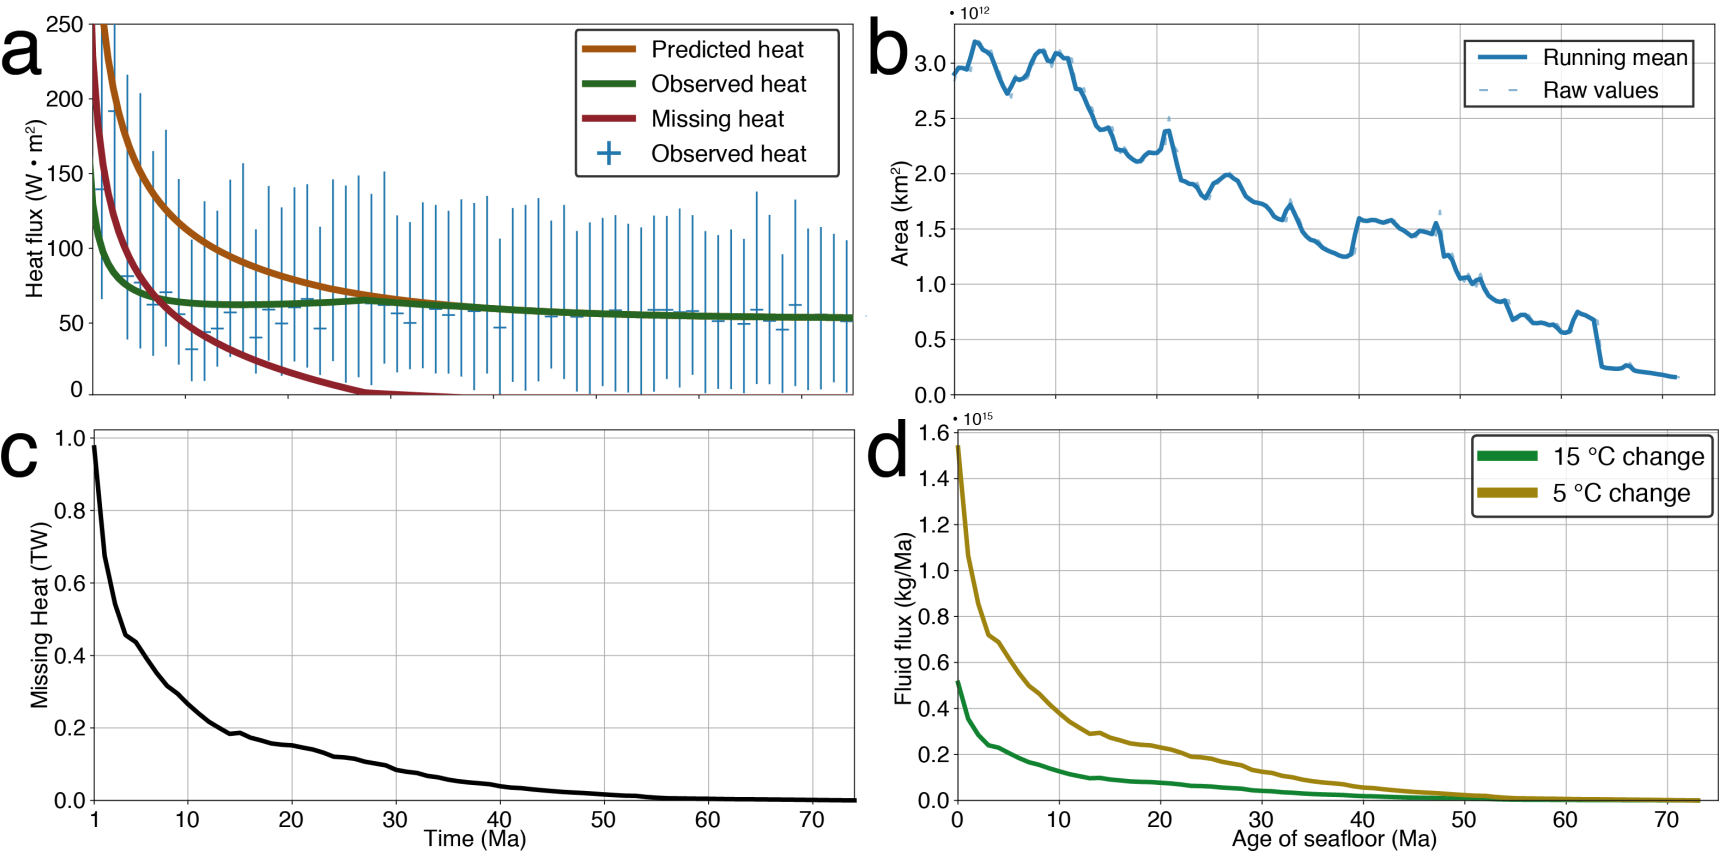 a
250
200
150
100
50
0
Heat flux (W • m²)
Predicted heat
Observed heat
Missing heat
Observed heat
b
• 10¹²
3.0
2.5
2.0
1.5
1.0
0.5
0.0
Area (km²)
Running mean
Raw values
c
1.0
0.8
0.6
0.4
0.2
0.0
Missing Heat (TW)
1 10 20 30 40 50 60 70
Time (Ma)
d
• 10¹⁵
1.6
1.4
1.2
1.0
0.8
0.6
0.4
0.2
0.0
Fluid flux (kg/Ma)
15 °C change
5 °C change
0 10 20 30 40 50 60 70
Age of seafloor (Ma)